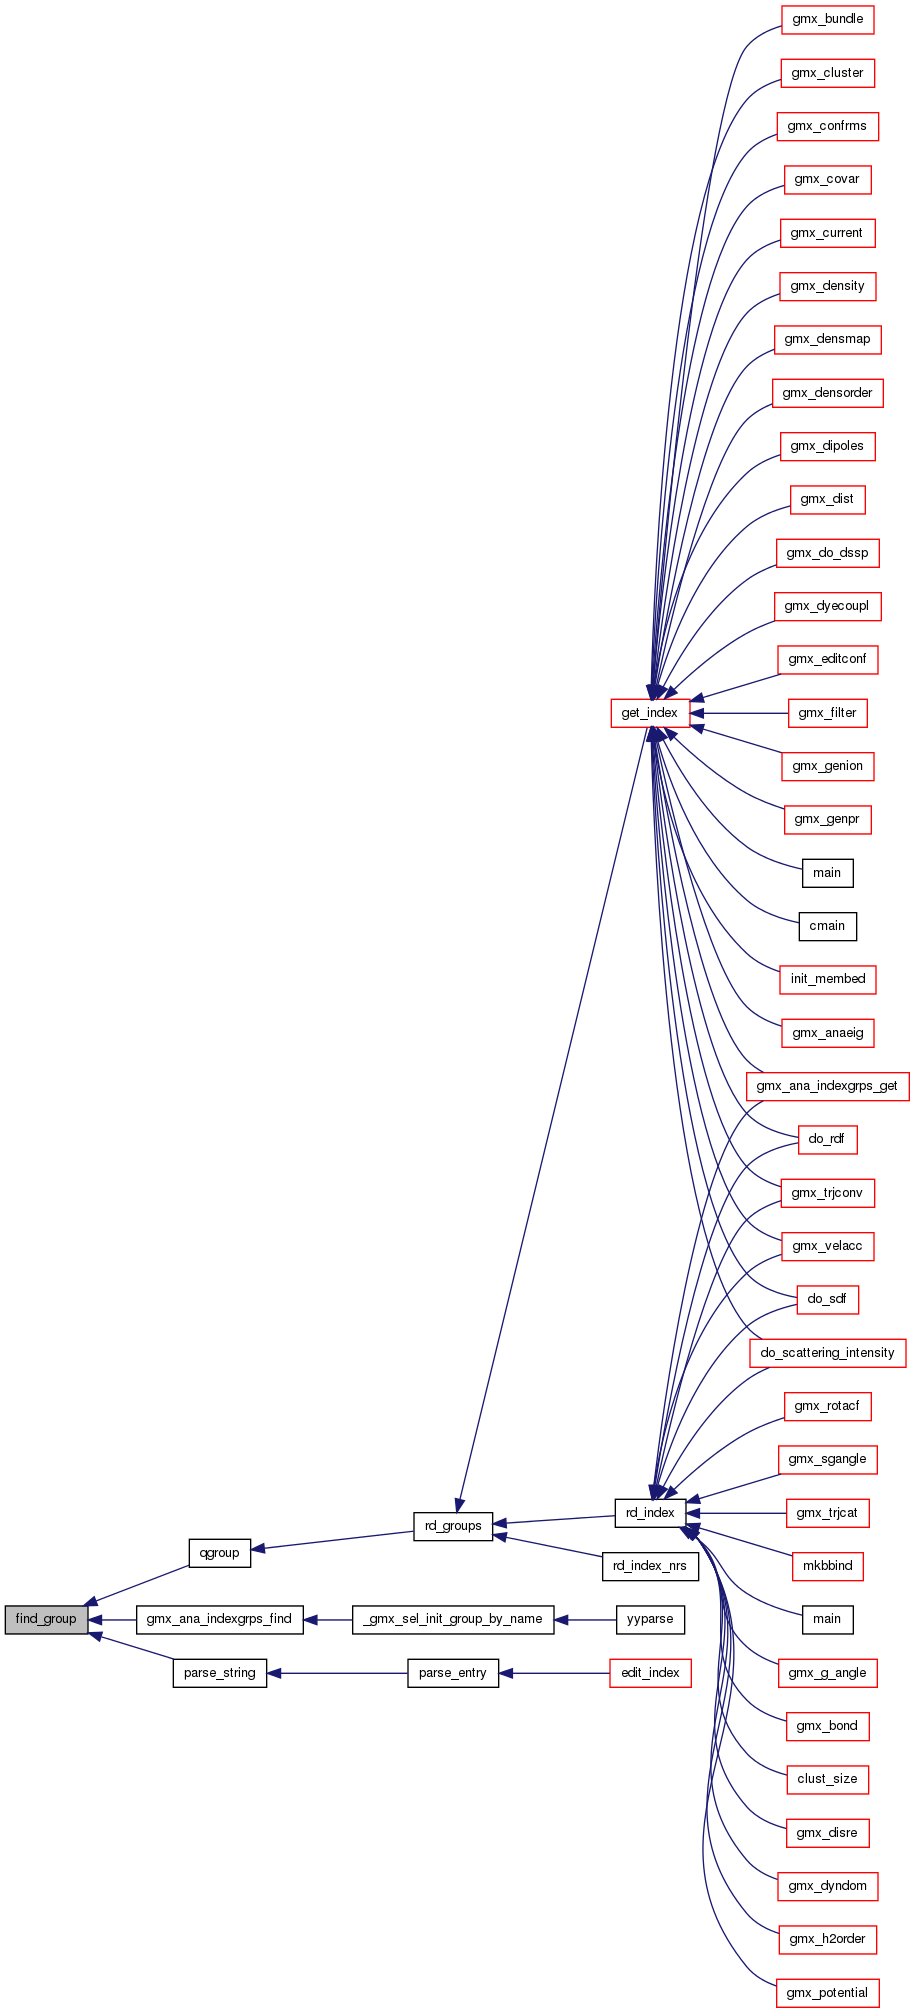 gmx_bundle
gmx_cluster
gmx_confrms
gmx_covar
gmx_current
gmx_density
gmx_densmap
gmx_densorder
gmx_dipoles
gmx_dist
gmx_do_dssp
gmx_dyecoupl
gmx_editconf
get_index
gmx_filter
gmx_genion
gmx_genpr
main
cmain
init_membed
gmx_anaeig
gmx_ana_indexgrps_get
do_rdf
gmx_trjconv
gmx_velacc
do_sdf
do_scattering_intensity
gmx_rotacf
gmx_sgangle
rd_index
gmx_trjcat
rd_groups
qgroup
rd_index_nrs
mkbbind
find_group
gmx_ana_indexgrps_find
_gmx_sel_init_group_by_name
yyparse
main
parse_string
parse_entry
edit_index
gmx_g_angle
gmx_bond
clust_size
gmx_disre
gmx_dyndom
gmx_h2order
gmx_potential